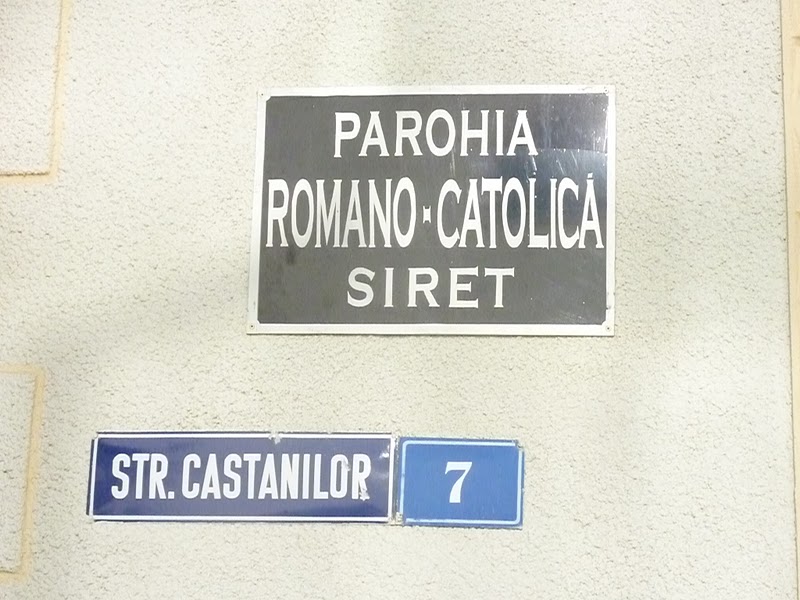 PAROHIA
ROMANO-CATOLICĂ
SIRET
STR. CASTANILOR
7